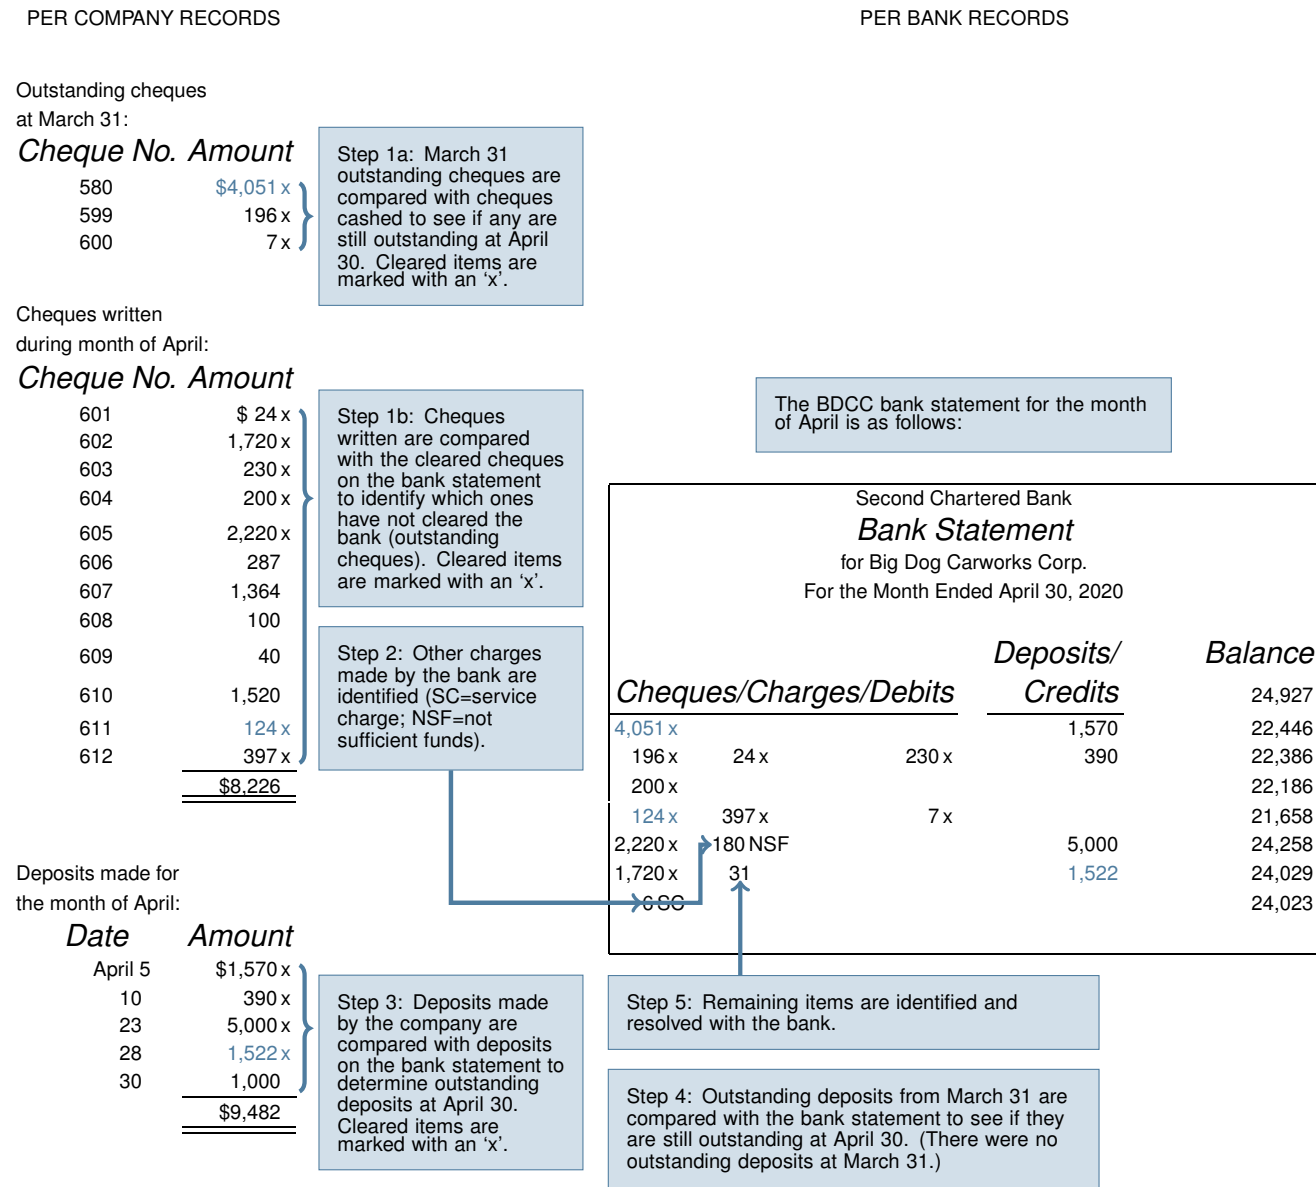 PER COMPANY RECORDS
PER BANK RECORDS
Outstanding cheques
at March 31:
Cheque No. Amount
580 $4,051 x
599 196 x
600 7 x
Step 1a: March 31
outstanding cheques are
compared with cheques
cashed to see if any are
still outstanding at April
30. Cleared items are
marked with an ‘x’.
Cheques written
during month of April:
Cheque No. Amount
601 $ 24 x
602 1,720 x
603 230 x
604 200 x
605 2,220 x
606 287
607 1,364
608 100
609 40
610 1,520
611 124 x
612 397 x
$8,226
Step 1b: Cheques
written are compared
with the cleared cheques
on the bank statement
to identify which ones
have not cleared the
bank (outstanding
cheques). Cleared items
are marked with an ‘x’.
Step 2: Other charges
made by the bank are
identified (SC=service
charge; NSF=not
sufficient funds).
The BDCC bank statement for the month
of April is as follows:
Second Chartered Bank
Bank Statement
for Big Dog Carworks Corp.
For the Month Ended April 30, 2020
Deposits/ Balance
Cheques/Charges/Debits Credits 24,927
4,051 x 1,570 22,446
196 x 24 x 230 x 390 22,386
200 x 22,186
124 x 397 x 7 x 21,658
2,220 x 180 NSF 5,000 24,258
1,720 x 31 1,522 24,029
6 SC 24,023
Deposits made for
the month of April:
Date Amount
April 5 $1,570 x
10 390 x
23 5,000 x
28 1,522 x
30 1,000
$9,482
Step 3: Deposits made
by the company are
compared with deposits
on the bank statement to
determine outstanding
deposits at April 30.
Cleared items are
marked with an ‘x’.
Step 5: Remaining items are identified and
resolved with the bank.
Step 4: Outstanding deposits from March 31 are
compared with the bank statement to see if they
are still outstanding at April 30. (There were no
outstanding deposits at March 31.)